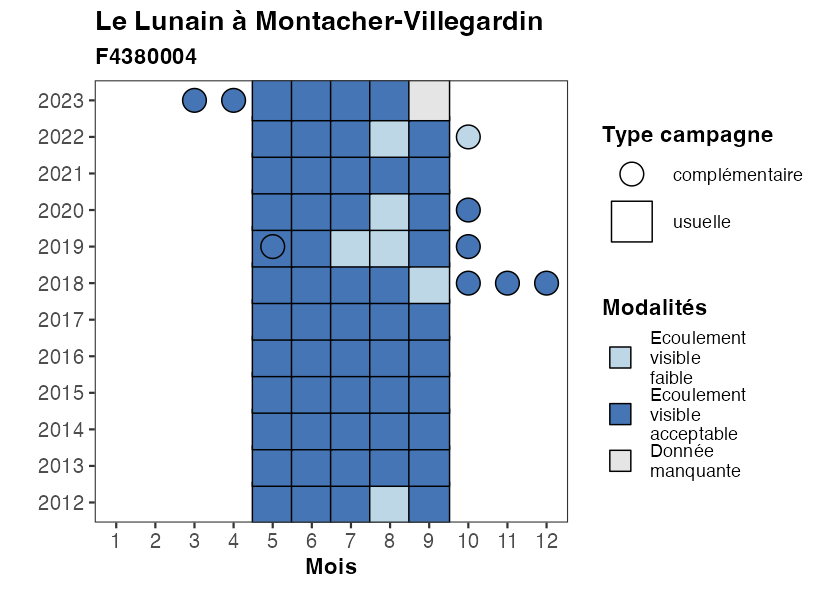 Le Lunain à Montacher-Villegardin
F4380004
2023
2022
2021
2020
2019
2018
2017
2016
2015
2014
2013
2012
1 2 3 4 5 6 7 8 9 10 11 12
Mois
Type campagne
complémentaire
usuelle
Modalités
Ecoulement
visible
faible
Ecoulement
visible
acceptable
Donnée
manquante